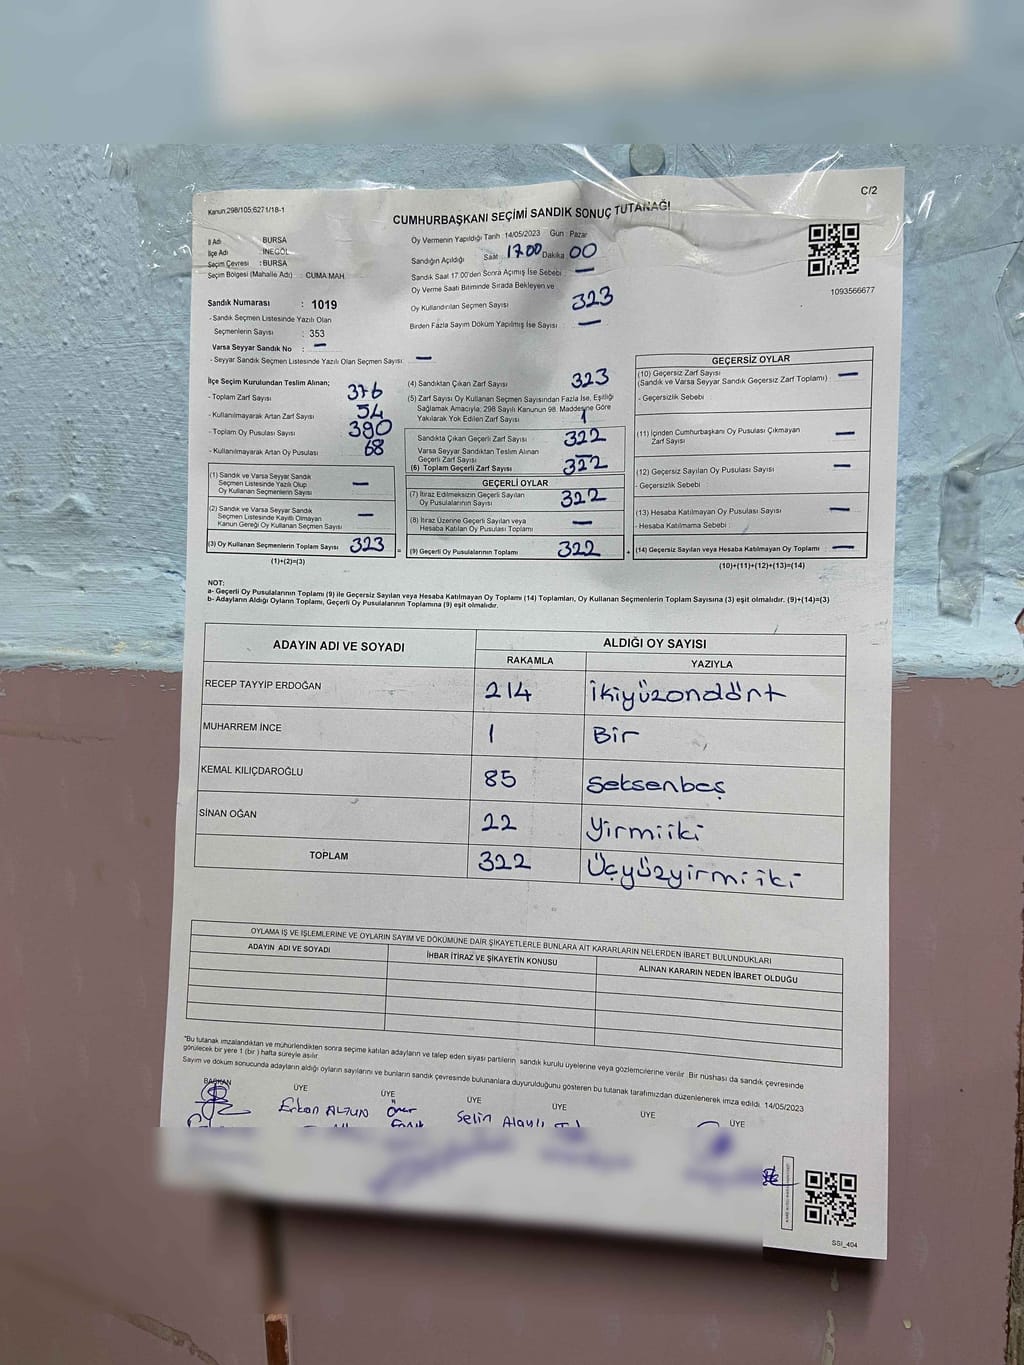 C/2
Kanun:298/105;6271/18-1
CUMHURBAŞKANI SEÇİMİ SANDIK SONUÇ TUTANAĞI
İl Adı BURSA
İlçe Adı İNEGÖL
Seçim Çevresi : BURSA
Seçim Bölgesi (Mahalle Adı) : CUMA MAH.
Oy Vermenin Yapıldığı Tarih : 14/05/2023 Gün : Pazar
Sandığın Açıldığı Saat 17:00 Dakika 00
Sandık Saat 17:00'den Sonra Açımış İse Sebebi : —
Oy Verme Saati Bitiminde Sırada Bekleyen ve
Oy Kullandırılan Seçmen Sayısı 323
Birden Fazla Sayım Döküm Yapılmış İse Sayısı : —
1093566677
Sandık Numarası : 1019
- Sandık Seçmen Listesinde Yazılı Olan
Seçmenlerin Sayısı : 353
Varsa Seyyar Sandık No : —
- Seyyar Sandık Seçmen Listesinde Yazılı Olan Seçmen Sayısı : —
İlçe Seçim Kurulundan Teslim Alınan;
- Toplam Zarf Sayısı 376
- Kullanılmayarak Artan Zarf Sayısı 54
- Toplam Oy Pusulası Sayısı 390
- Kullanılmayarak Artan Oy Pusulası 68
(1) Sandık ve Varsa Seyyar Sandık
Seçmen Listesinde Yazılı Olup
Oy Kullanan Seçmenlerin Sayısı —
(2) Sandık ve Varsa Seyyar Sandık
Seçmen Listesinde Kayıtlı Olmayan
Kanun Gereği Oy Kullanan Seçmen Sayısı —
(3) Oy Kullanan Seçmenlerin Toplam Sayısı 323
(1)+(2)=(3)
(4) Sandıktan Çıkan Zarf Sayısı 323
(5) Zarf Sayısı Oy Kullanan Seçmen Sayısından Fazla İse, Eşitliği
Sağlamak Amacıyla; 298 Sayılı Kanunun 98. Maddesine Göre
Yakılarak Yok Edilen Zarf Sayısı 1
Sandıkta Çıkan Geçerli Zarf Sayısı 322
Varsa Seyyar Sandıktan Teslim Alınan
Geçerli Zarf Sayısı —
(6) Toplam Geçerli Zarf Sayısı 322
GEÇERLİ OYLAR
(7) İtiraz Edilmeksizin Geçerli Sayılan
Oy Pusulalarının Sayısı 322
(8) İtiraz Üzerine Geçerli Sayılan veya
Hesaba Katılan Oy Pusulası Toplamı —
= (9) Geçerli Oy Pusulalarının Toplamı 322
GEÇERSİZ OYLAR
(10) Geçersiz Zarf Sayısı
(Sandık ve Varsa Seyyar Sandık Geçersiz Zarf Toplamı) —
- Geçersizlik Sebebi :
(11) İçinden Cumhurbaşkanı Oy Pusulası Çıkmayan
Zarf Sayısı —
(12) Geçersiz Sayılan Oy Pusulası Sayısı —
- Geçersizlik Sebebi :
(13) Hesaba Katılmayan Oy Pusulası Sayısı —
- Hesaba Katılmama Sebebi :
+ (14) Geçersiz Sayılan veya Hesaba Katılmayan Oy Toplamı —
(10)+(11)+(12)+(13)=(14)
NOT:
a- Geçerli Oy Pusulalarının Toplamı (9) ile Geçersiz Sayılan veya Hesaba Katılmayan Oy Toplamı (14) Toplamları, Oy Kullanan Seçmenlerin Toplam Sayısına (3) eşit olmalıdır. (9)+(14)=(3)
b- Adayların Aldığı Oyların Toplamı, Geçerli Oy Pusulalarının Toplamına (9) eşit olmalıdır.
ADAYIN ADI VE SOYADI ALDIĞI OY SAYISI
RAKAMLA YAZIYLA
RECEP TAYYİP ERDOĞAN 214 ikiyüzondört
MUHARREM İNCE 1 Bir
KEMAL KILIÇDAROĞLU 85 seksenbeş
SİNAN OĞAN 22 Yirmiiki
TOPLAM 322 Üçyüzyirmiiki
OYLAMA İŞ VE İŞLEMLERİNE VE OYLARIN SAYIM VE DÖKÜMÜNE DAİR ŞİKAYETLERLE BUNLARA AİT KARARLARIN NELERDEN İBARET BULUNDUKLARI
ADAYIN ADI VE SOYADI İHBAR İTİRAZ VE ŞİKAYETİN KONUSU ALINAN KARARIN NEDEN İBARET OLDUĞU
*Bu tutanak imzalandıktan ve mühürlendikten sonra seçime katılan adayların ve talep eden siyasi partilerin sandık kurulu üyelerine veya gözlemcilerine verilir. Bir nüshası da sandık çevresinde
görülecek bir yere 1 (bir) hafta süreyle asılır.
Sayım ve döküm sonucunda adayların aldığı oyların sayılarını ve bunların sandık çevresinde bulunanlara duyurulduğunu gösteren bu tutanak tarafımızdan düzenlenerek imza edildi. 14/05/2023
BAŞKAN ÜYE ÜYE ÜYE ÜYE ÜYE ÜYE
Erkan ALTUN Ömer Selin Alaylı
SSI_404